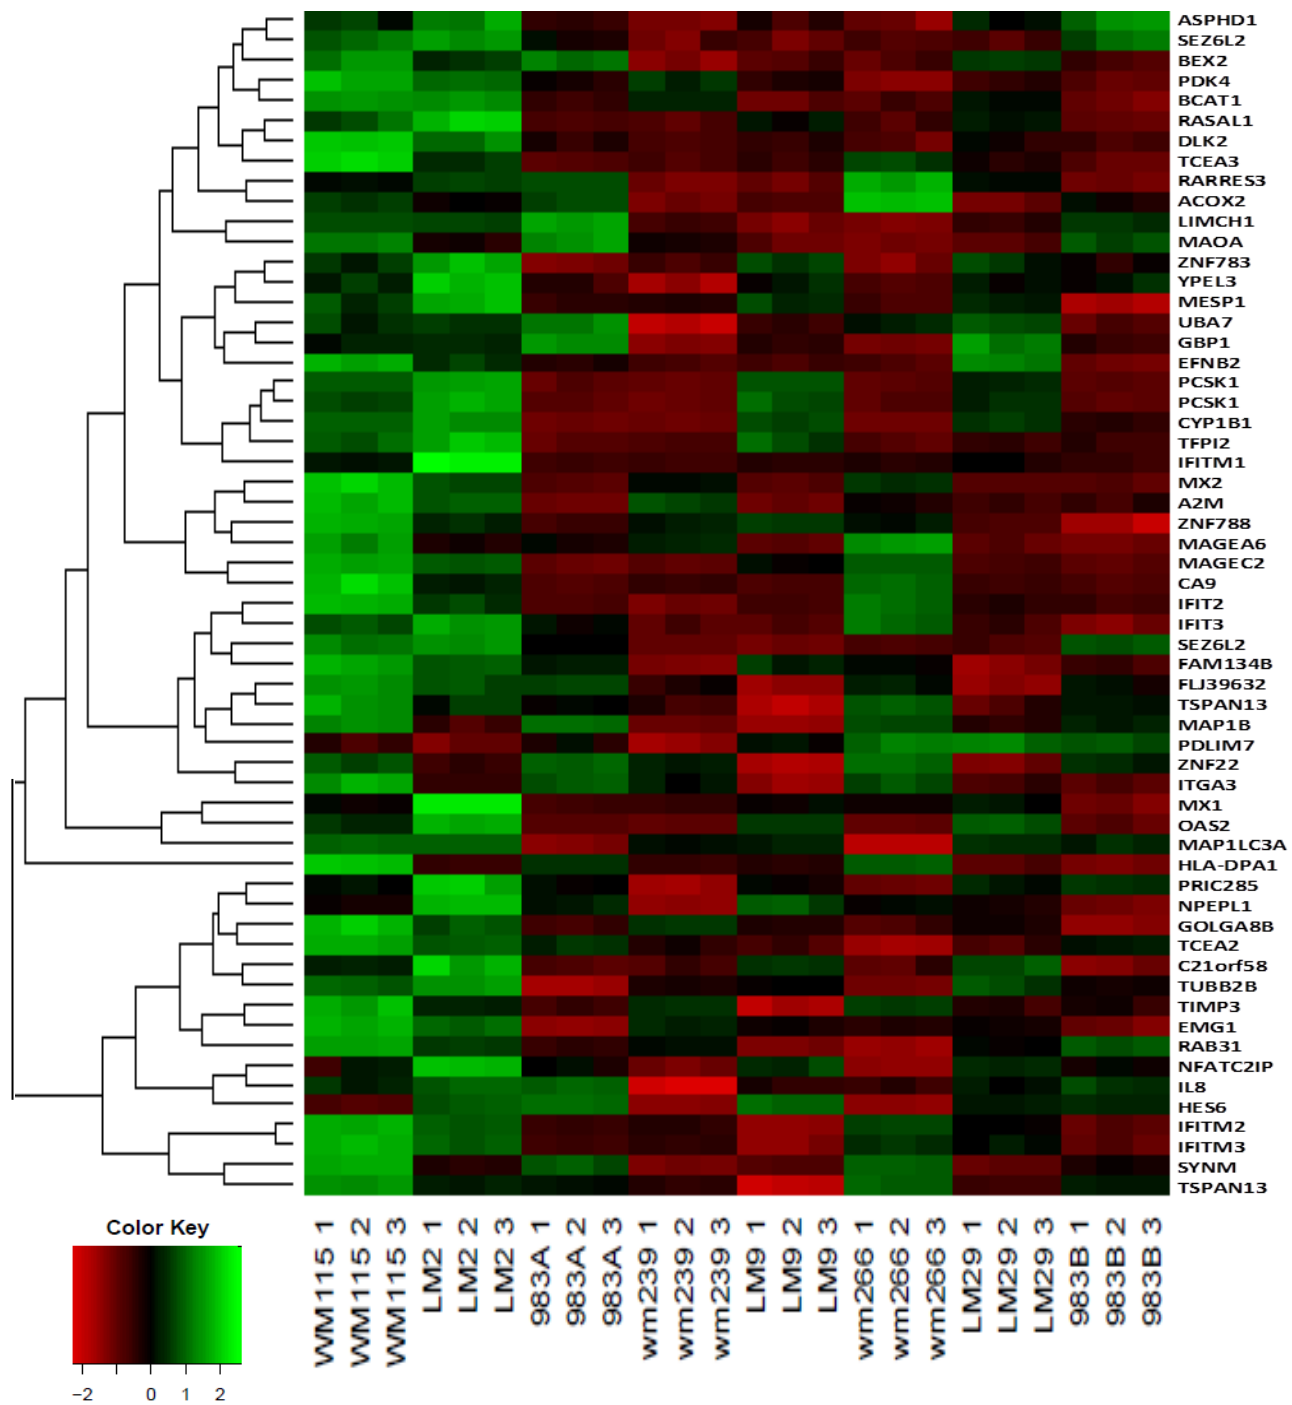 ASPHD1
SEZ6L2
BEX2
PDK4
BCAT1
RASAL1
DLK2
TCEA3
RARRES3
ACOX2
LIMCH1
MAOA
ZNF783
YPEL3
MESP1
UBA7
GBP1
EFNB2
PCSK1
PCSK1
CYP1B1
TFPI2
IFITM1
MX2
A2M
ZNF788
MAGEA6
MAGEC2
CA9
IFIT2
IFIT3
SEZ6L2
FAM134B
FLJ39632
TSPAN13
MAP1B
PDLIM7
ZNF22
ITGA3
MX1
OAS2
MAP1LC3A
HLA-DPA1
PRIC285
NPEPL1
GOLGA8B
TCEA2
C21orf58
TUBB2B
TIMP3
EMG1
RAB31
NFATC2IP
IL8
HES6
IFITM2
IFITM3
SYNM
TSPAN13
WM115 1
WM115 2
WM115 3
LM2 1
LM2 2
LM2 3
983A 1
983A 2
983A 3
wm239 1
wm239 2
wm239 3
LM9 1
LM9 2
LM9 3
wm266 1
wm266 2
wm266 3
LM29 1
LM29 2
LM29 3
983B 1
983B 2
983B 3
Color Key
−2 0 1 2